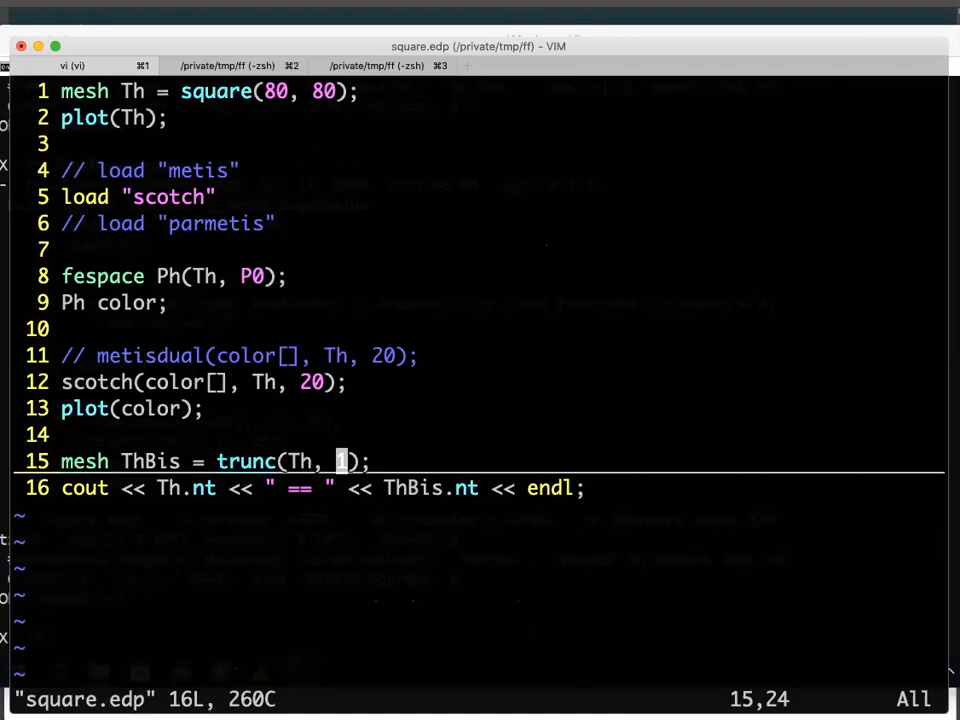 square.edp (/private/tmp/ff) - VIM
vi (vi) ⌘1 /private/tmp/ff (-zsh) ⌘2 /private/tmp/ff (-zsh) ⌘3 +
1 mesh Th = square(80, 80);
2 plot(Th);
3
4 // load "metis"
5 load "scotch"
6 // load "parmetis"
7
8 fespace Ph(Th, P0);
9 Ph color;
10
11 // metisdual(color[], Th, 20);
12 scotch(color[], Th, 20);
13 plot(color);
14
15 mesh ThBis = trunc(Th, 1);
16 cout << Th.nt << " == " << ThBis.nt << endl;
~
~
~
~
~
~
~
"square.edp" 16L, 260C 15,24 All